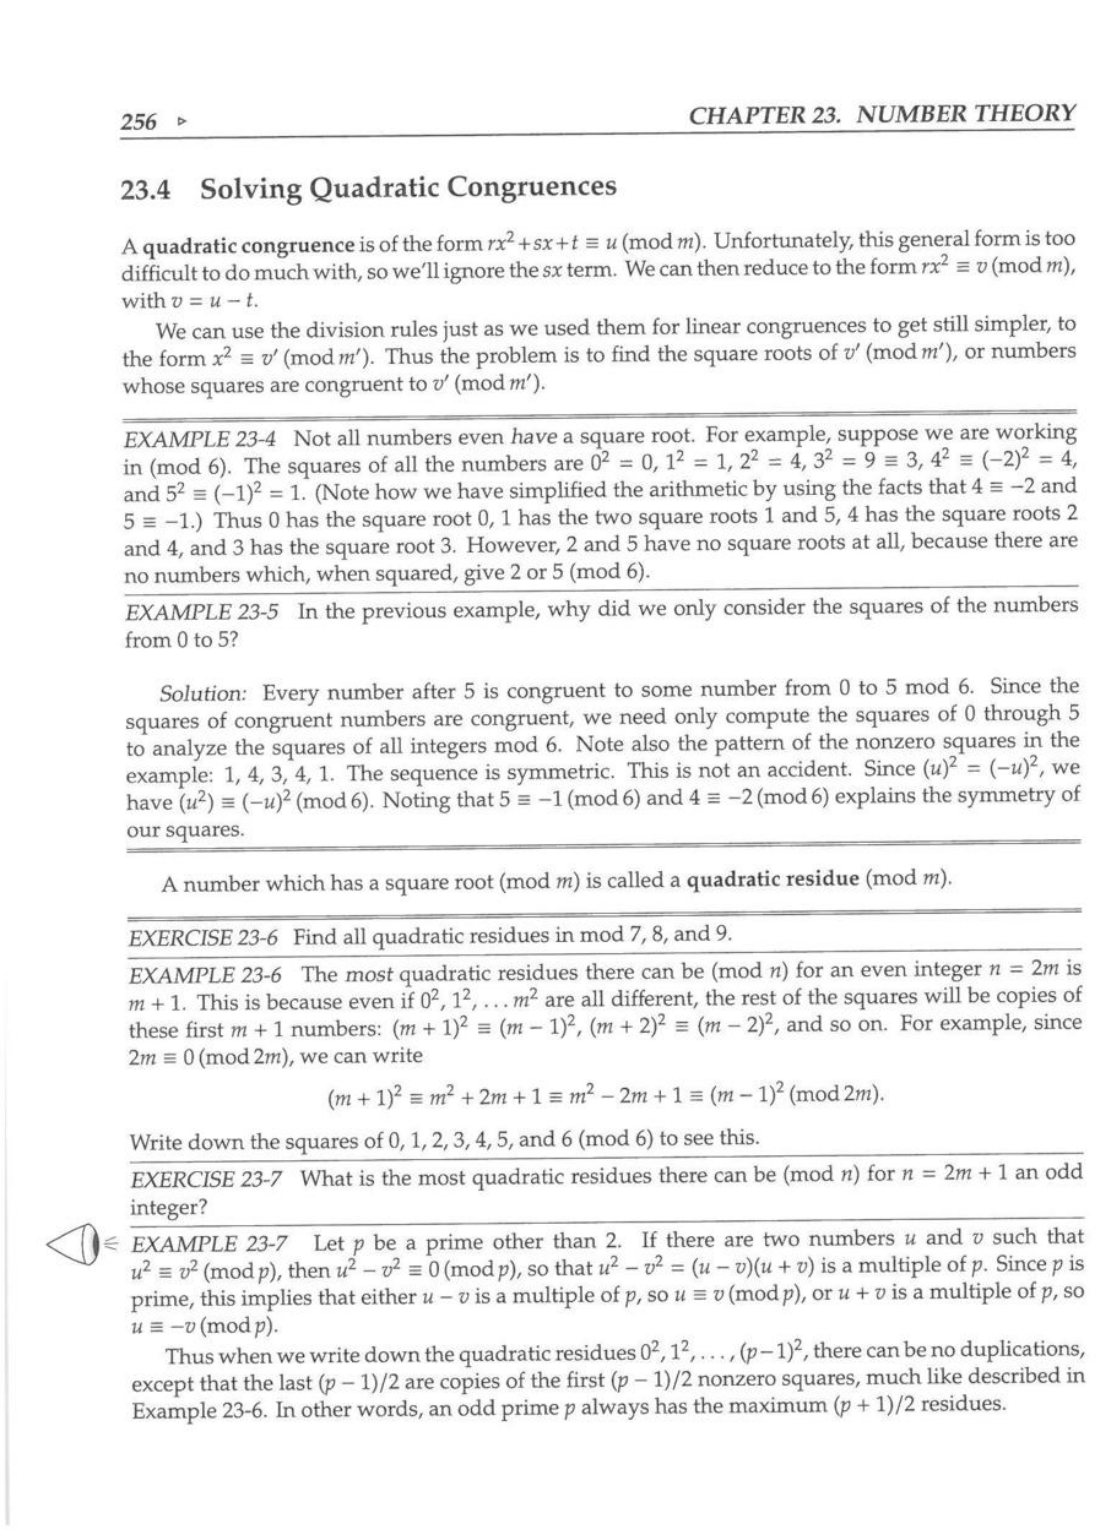 256 ▹ CHAPTER 23. NUMBER THEORY
23.4 Solving Quadratic Congruences
A quadratic congruence is of the form rx² + sx + t ≡ u (mod m). Unfortunately, this general form is too
difficult to do much with, so we'll ignore the sx term. We can then reduce to the form rx² ≡ v (mod m),
with v = u − t.
We can use the division rules just as we used them for linear congruences to get still simpler, to
the form x² ≡ v′ (mod m′). Thus the problem is to find the square roots of v′ (mod m′), or numbers
whose squares are congruent to v′ (mod m′).
EXAMPLE 23-4 Not all numbers even have a square root. For example, suppose we are working
in (mod 6). The squares of all the numbers are 0² = 0, 1² = 1, 2² = 4, 3² = 9 ≡ 3, 4² ≡ (−2)² = 4,
and 5² ≡ (−1)² = 1. (Note how we have simplified the arithmetic by using the facts that 4 ≡ −2 and
5 ≡ −1.) Thus 0 has the square root 0, 1 has the two square roots 1 and 5, 4 has the square roots 2
and 4, and 3 has the square root 3. However, 2 and 5 have no square roots at all, because there are
no numbers which, when squared, give 2 or 5 (mod 6).
EXAMPLE 23-5 In the previous example, why did we only consider the squares of the numbers
from 0 to 5?
Solution: Every number after 5 is congruent to some number from 0 to 5 mod 6. Since the
squares of congruent numbers are congruent, we need only compute the squares of 0 through 5
to analyze the squares of all integers mod 6. Note also the pattern of the nonzero squares in the
example: 1, 4, 3, 4, 1. The sequence is symmetric. This is not an accident. Since (u)² = (−u)², we
have (u²) ≡ (−u)² (mod 6). Noting that 5 ≡ −1 (mod 6) and 4 ≡ −2 (mod 6) explains the symmetry of
our squares.
A number which has a square root (mod m) is called a quadratic residue (mod m).
EXERCISE 23-6 Find all quadratic residues in mod 7, 8, and 9.
EXAMPLE 23-6 The most quadratic residues there can be (mod n) for an even integer n = 2m is
m + 1. This is because even if 0², 1², ... m² are all different, the rest of the squares will be copies of
these first m + 1 numbers: (m + 1)² ≡ (m − 1)², (m + 2)² ≡ (m − 2)², and so on. For example, since
2m ≡ 0 (mod 2m), we can write
(m + 1)² ≡ m² + 2m + 1 ≡ m² − 2m + 1 ≡ (m − 1)² (mod 2m).
Write down the squares of 0, 1, 2, 3, 4, 5, and 6 (mod 6) to see this.
EXERCISE 23-7 What is the most quadratic residues there can be (mod n) for n = 2m + 1 an odd
integer?
EXAMPLE 23-7 Let p be a prime other than 2. If there are two numbers u and v such that
u² ≡ v² (mod p), then u² − v² ≡ 0 (mod p), so that u² − v² = (u − v)(u + v) is a multiple of p. Since p is
prime, this implies that either u − v is a multiple of p, so u ≡ v (mod p), or u + v is a multiple of p, so
u ≡ −v (mod p).
Thus when we write down the quadratic residues 0², 1², ..., (p − 1)², there can be no duplications,
except that the last (p − 1)/2 are copies of the first (p − 1)/2 nonzero squares, much like described in
Example 23-6. In other words, an odd prime p always has the maximum (p + 1)/2 residues.